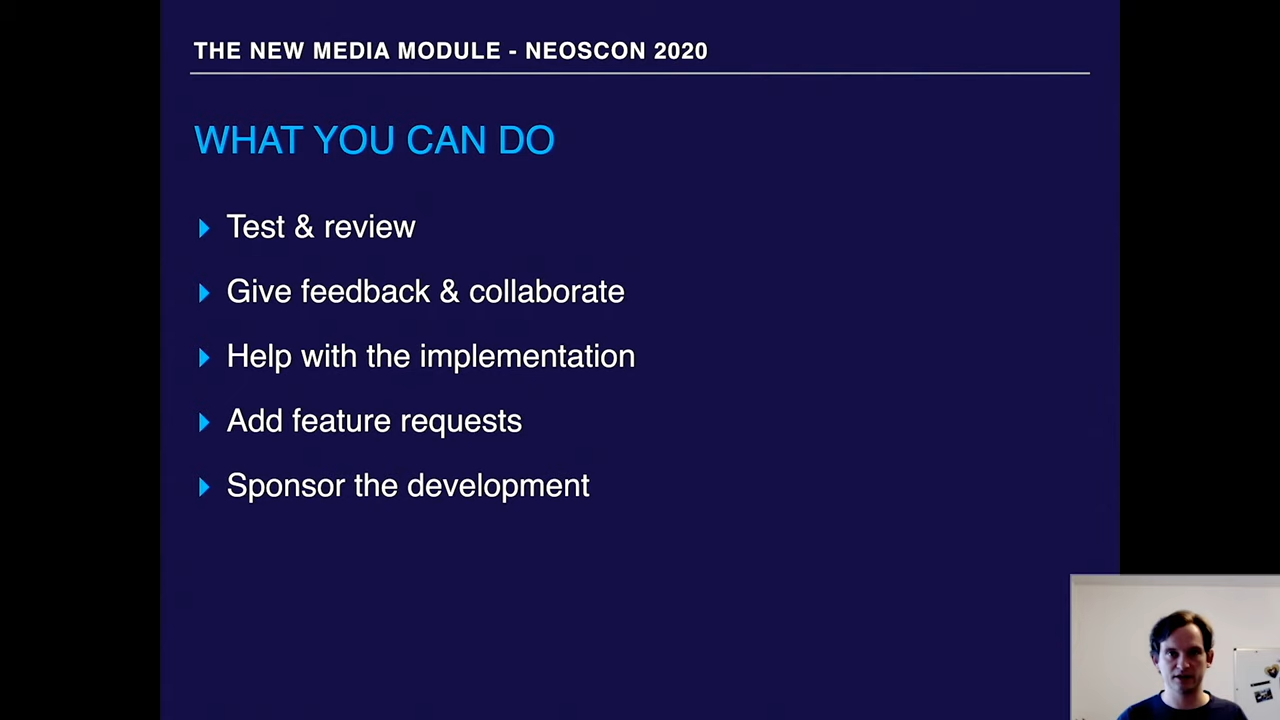 THE NEW MEDIA MODULE - NEOSCON 2020
WHAT YOU CAN DO
Test & review
Give feedback & collaborate
Help with the implementation
Add feature requests
Sponsor the development